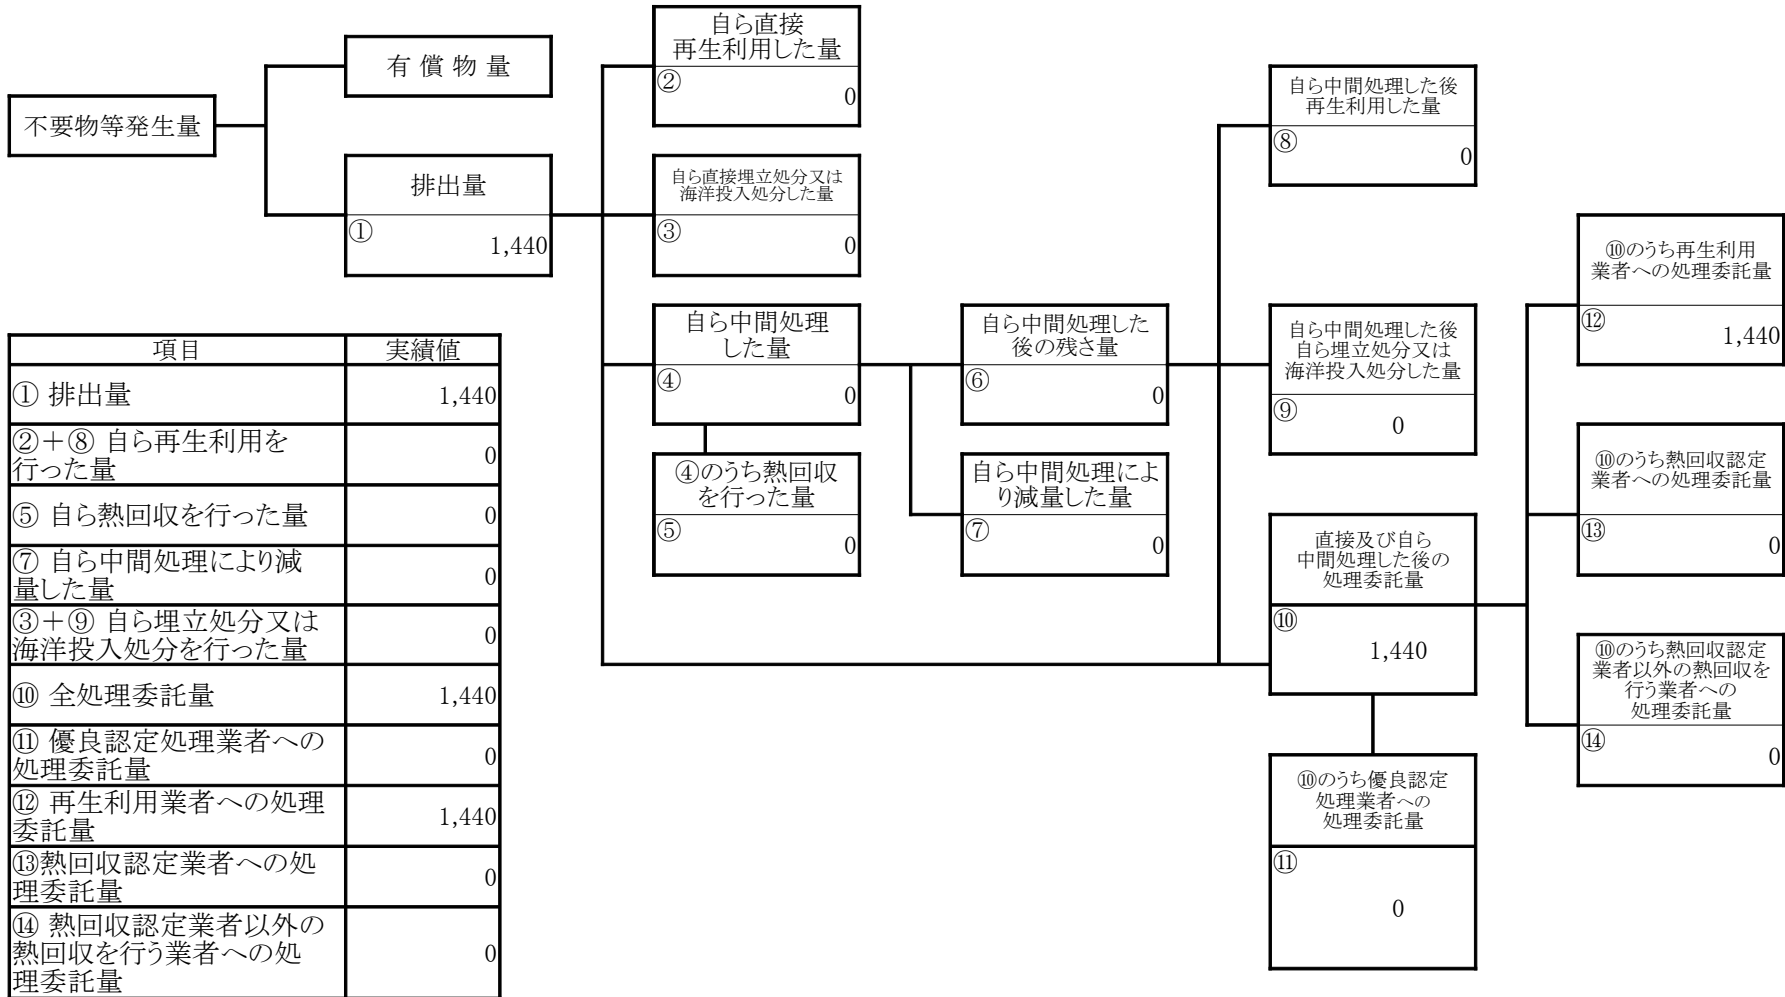 不要物等発生量
有 償 物 量
排出量
①
1,440
自ら直接
再生利用した量
②
0
自ら直接埋立処分又は
海洋投入処分した量
③
0
自ら中間処理
した量
④
0
④のうち熱回収
を行った量
⑤
0
自ら中間処理した
後の残さ量
⑥
0
自ら中間処理によ
り減量した量
⑦
0
自ら中間処理した後
再生利用した量
⑧
0
自ら中間処理した後
自ら埋立処分又は
海洋投入処分した量
⑨
0
直接及び自ら
中間処理した後の
処理委託量
⑩
1,440
⑩のうち優良認定
処理業者への
処理委託量
⑪
0
⑩のうち再生利用
業者への処理委託量
⑫
1,440
⑩のうち熱回収認定
業者への処理委託量
⑬
0
⑩のうち熱回収認定
業者以外の熱回収を
行う業者への
処理委託量
⑭
0
項目 実績値
① 排出量 1,440
②＋⑧ 自ら再生利用を
行った量 0
⑤ 自ら熱回収を行った量 0
⑦ 自ら中間処理により減
量した量 0
③＋⑨ 自ら埋立処分又は
海洋投入処分を行った量 0
⑩ 全処理委託量 1,440
⑪ 優良認定処理業者への
処理委託量 0
⑫ 再生利用業者への処理
委託量 1,440
⑬熱回収認定業者への処
理委託量 0
⑭ 熱回収認定業者以外の
熱回収を行う業者への処
理委託量 0